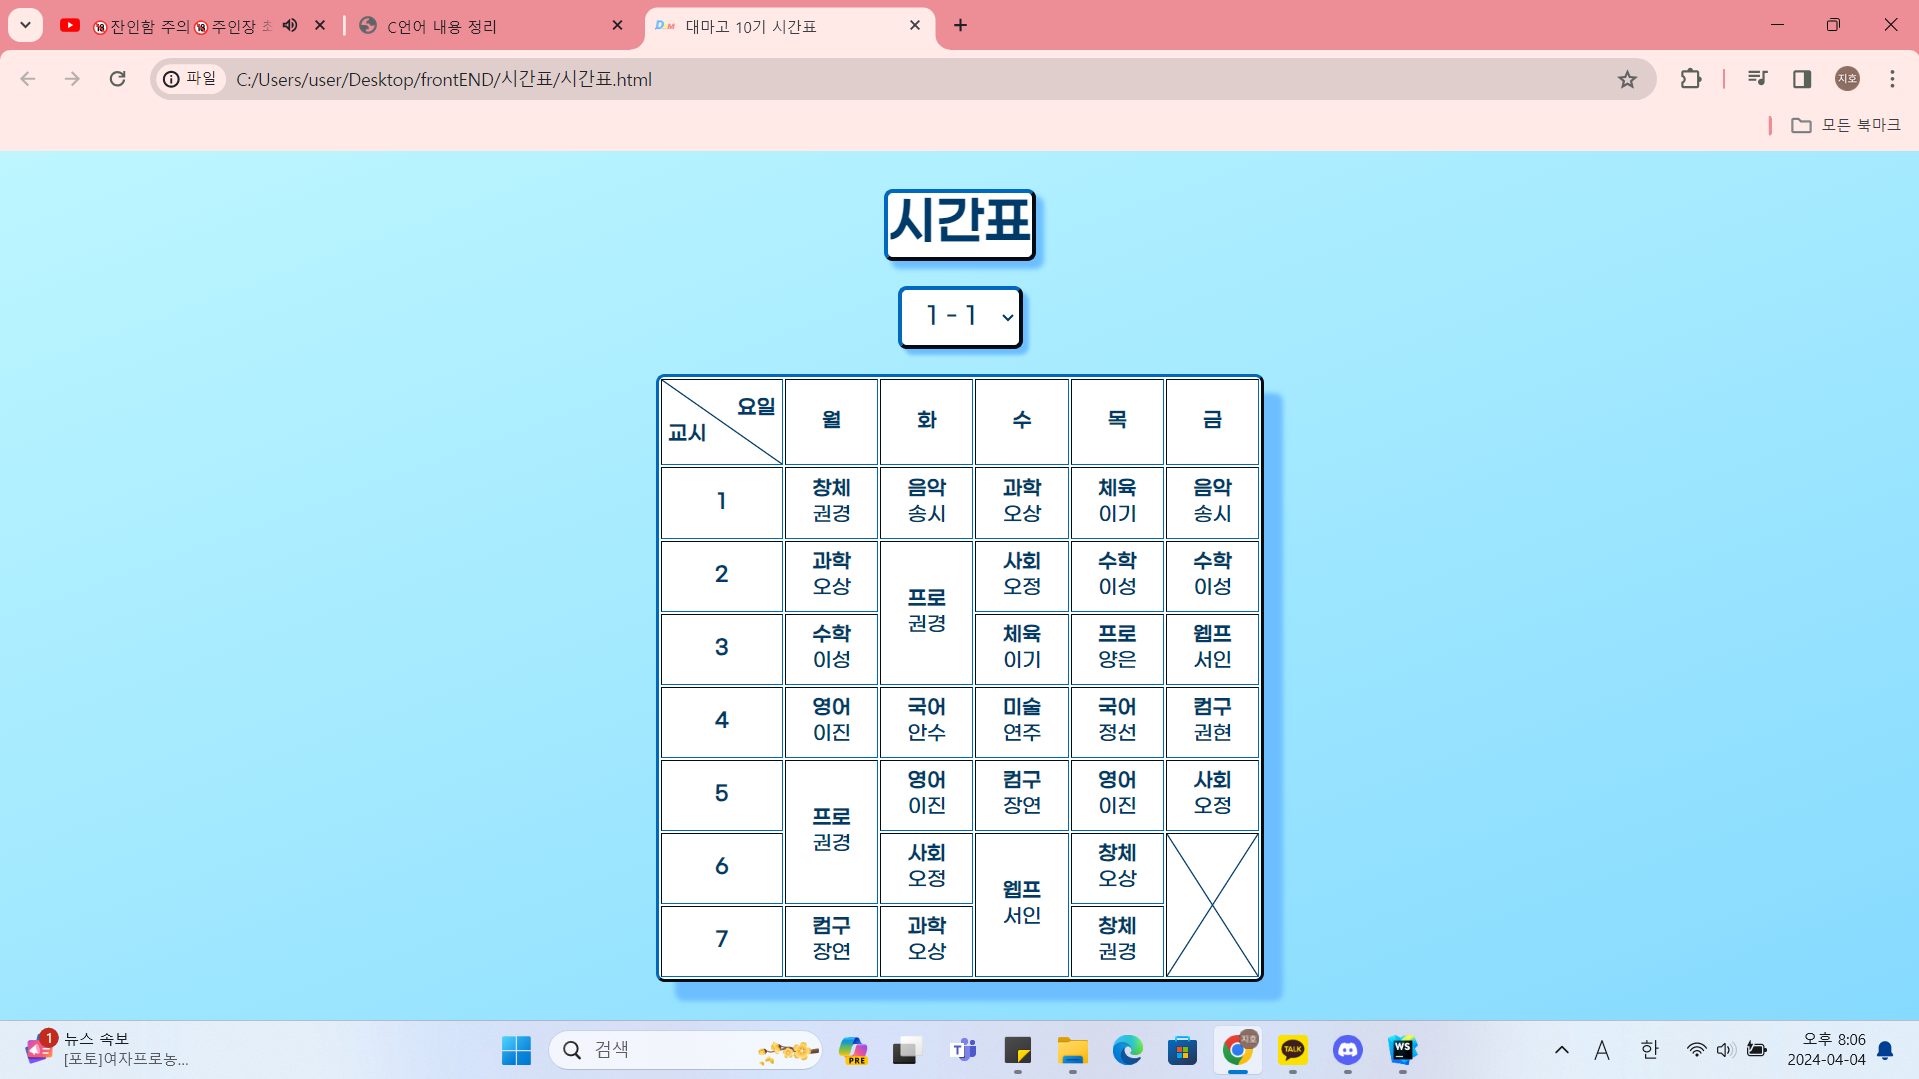 🔞잔인함 주의🔞주인장 초
C언어 내용 정리
DSM 대마고 10기 시간표
파일 C:/Users/user/Desktop/frontEND/시간표/시간표.html
지호
모든 북마크
시간표
1 - 1
요일
교시
월 화 수 목 금
1 창체 음악 과학 체육 음악
권경 송시 오상 이기 송시
2 과학 사회 수학 수학
오상 오정 이성 이성
프로
권경
3 수학 체육 프로 웹프
이성 이기 양은 서인
4 영어 국어 미술 국어 컴구
이진 안수 연주 정선 권현
5 영어 컴구 영어 사회
이진 장연 이진 오정
프로
권경
6 사회 창체
오정 오상
웹프
서인
7 컴구 과학 창체
장연 오상 권경
1
뉴스 속보
[포토]여자프로농...
검색
PRE
T
지호
TALK
WS
A
한
오후 8:06
2024-04-04